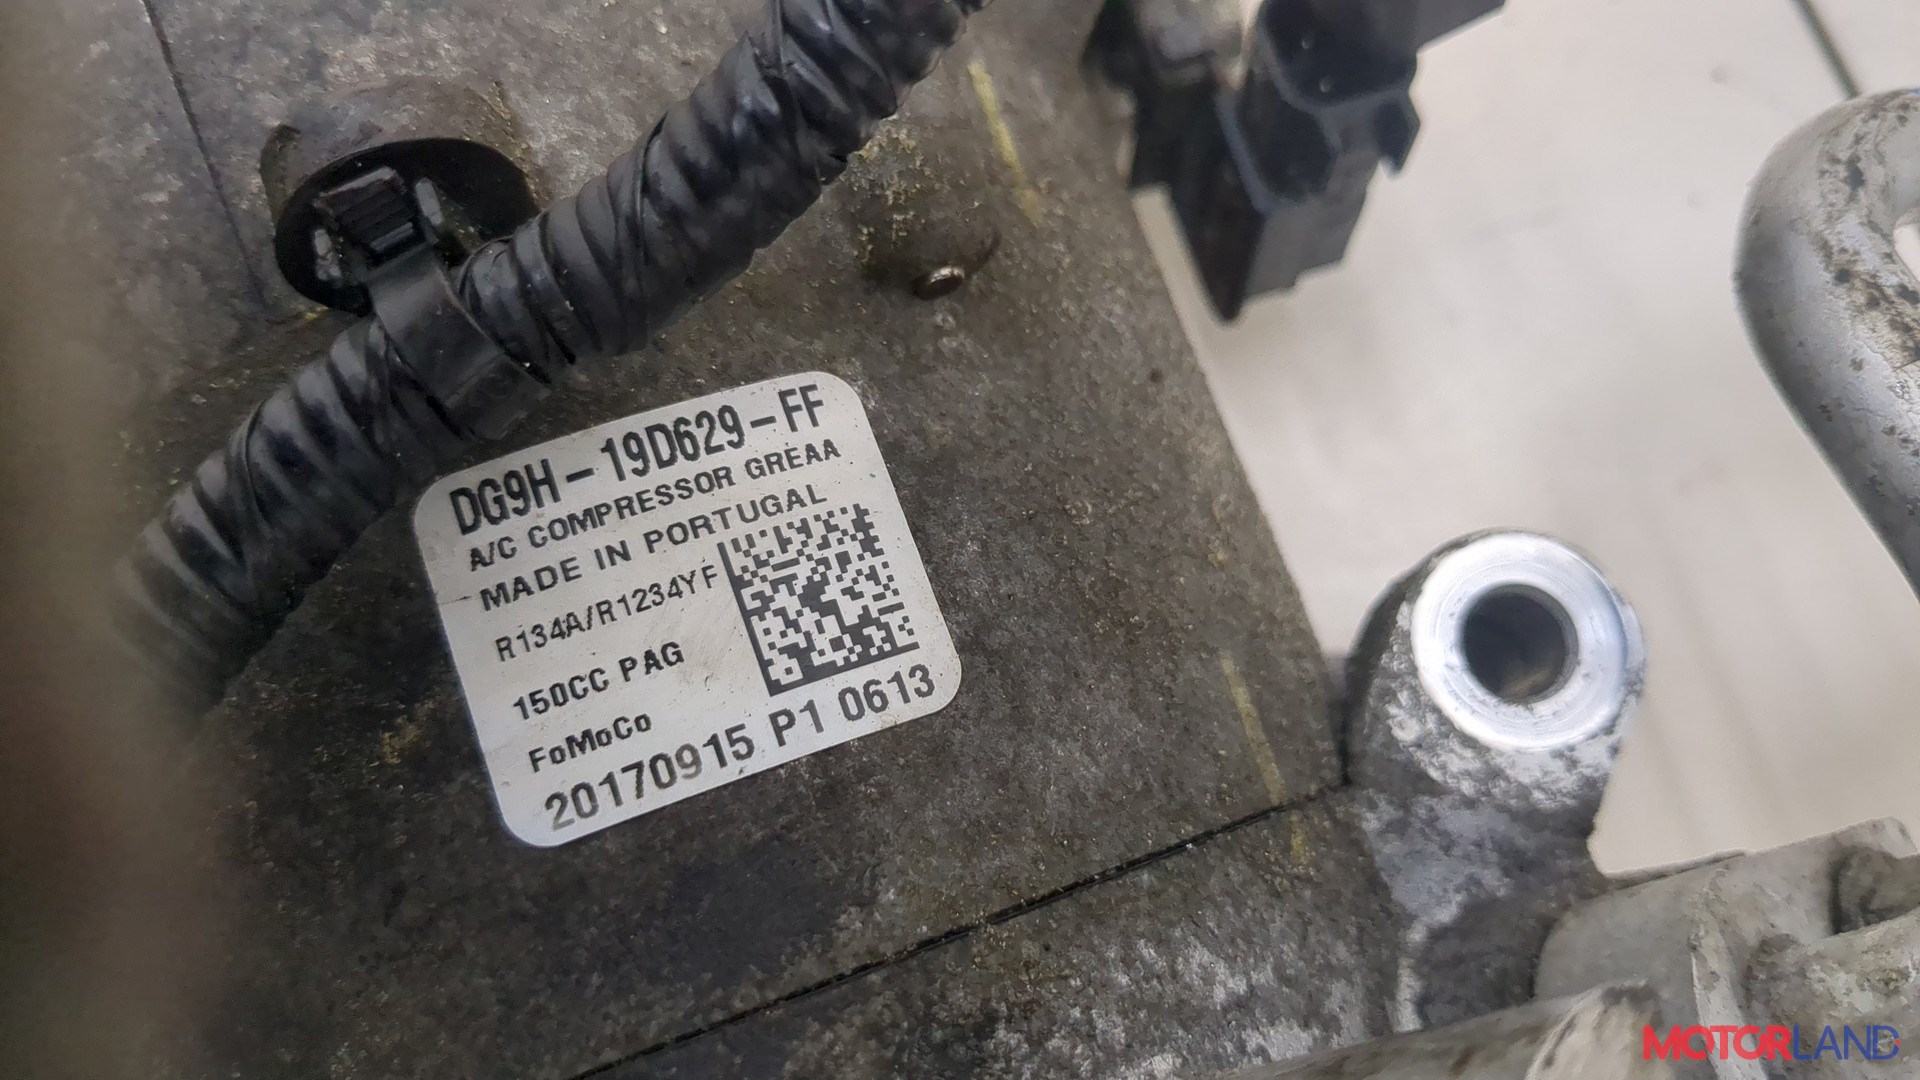 DG9H-19D629-FF
A/C COMPRESSOR GREAA
MADE IN PORTUGAL
R134A/R1234YF
150CC PAG
FoMoCo
20170915 P1 0613
MOTORLAND